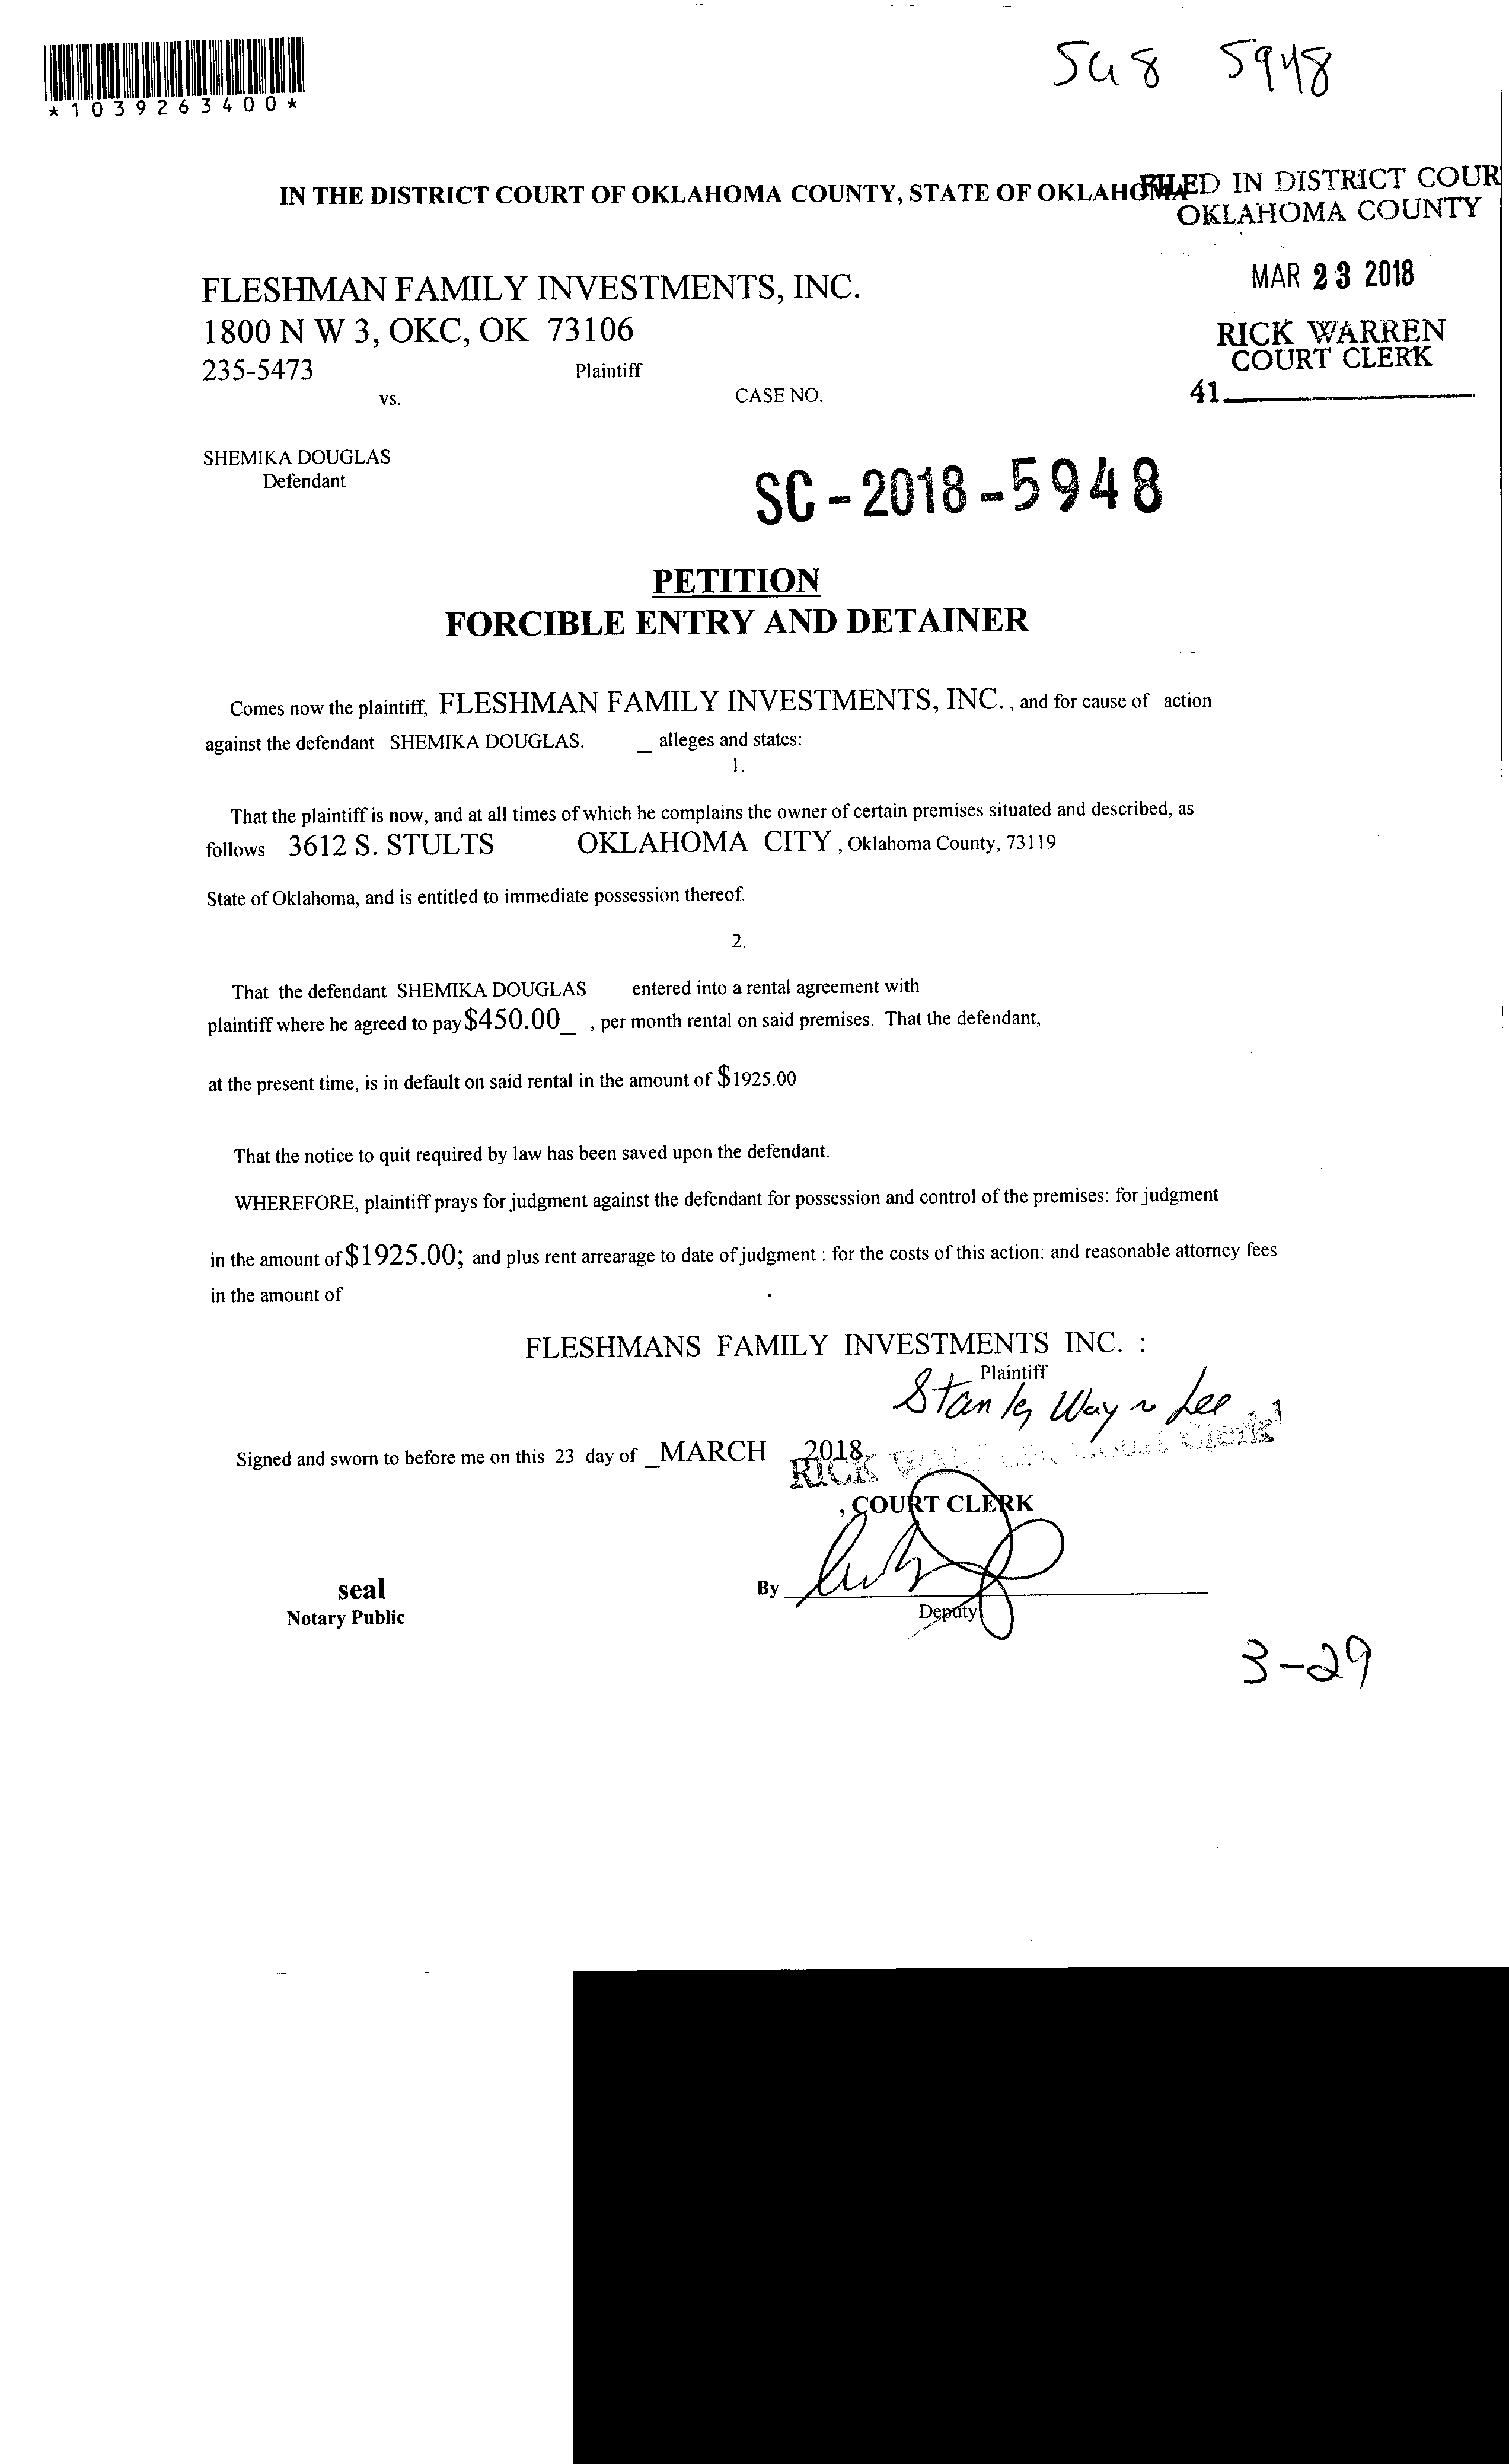 *1039263400*
5948
IN THE DISTRICT COURT OF OKLAHOMA COUNTY, STATE OF OKLAHOMA
FILED IN DISTRICT COUR
OKLAHOMA COUNTY
FLESHMAN FAMILY INVESTMENTS, INC.
MAR 23 2018
1800 N W 3, OKC, OK 73106
RICK WARREN
COURT CLERK
235-5473 Plaintiff
vs. CASE NO.
41
SHEMIKA DOUGLAS
Defendant
SC-2018-5948
PETITION
FORCIBLE ENTRY AND DETAINER
Comes now the plaintiff, FLESHMAN FAMILY INVESTMENTS, INC., and for cause of action
against the defendant SHEMIKA DOUGLAS. _ alleges and states:
1.
That the plaintiff is now, and at all times of which he complains the owner of certain premises situated and described, as
follows 3612 S. STULTS OKLAHOMA CITY, Oklahoma County, 73119
State of Oklahoma, and is entitled to immediate possession thereof.
2.
That the defendant SHEMIKA DOUGLAS entered into a rental agreement with
plaintiff where he agreed to pay $450.00_ , per month rental on said premises. That the defendant,
at the present time, is in default on said rental in the amount of $1925.00
That the notice to quit required by law has been saved upon the defendant.
WHEREFORE, plaintiff prays for judgment against the defendant for possession and control of the premises: for judgment
in the amount of $1925.00; and plus rent arrearage to date of judgment : for the costs of this action: and reasonable attorney fees
in the amount of .
FLESHMANS FAMILY INVESTMENTS INC. :
Plaintiff
Stanley Wayne Lee
Signed and sworn to before me on this 23 day of _MARCH _2018.
RICK WARREN, Court Clerk
, COURT CLERK
seal
By
Notary Public
Deputy
3-29